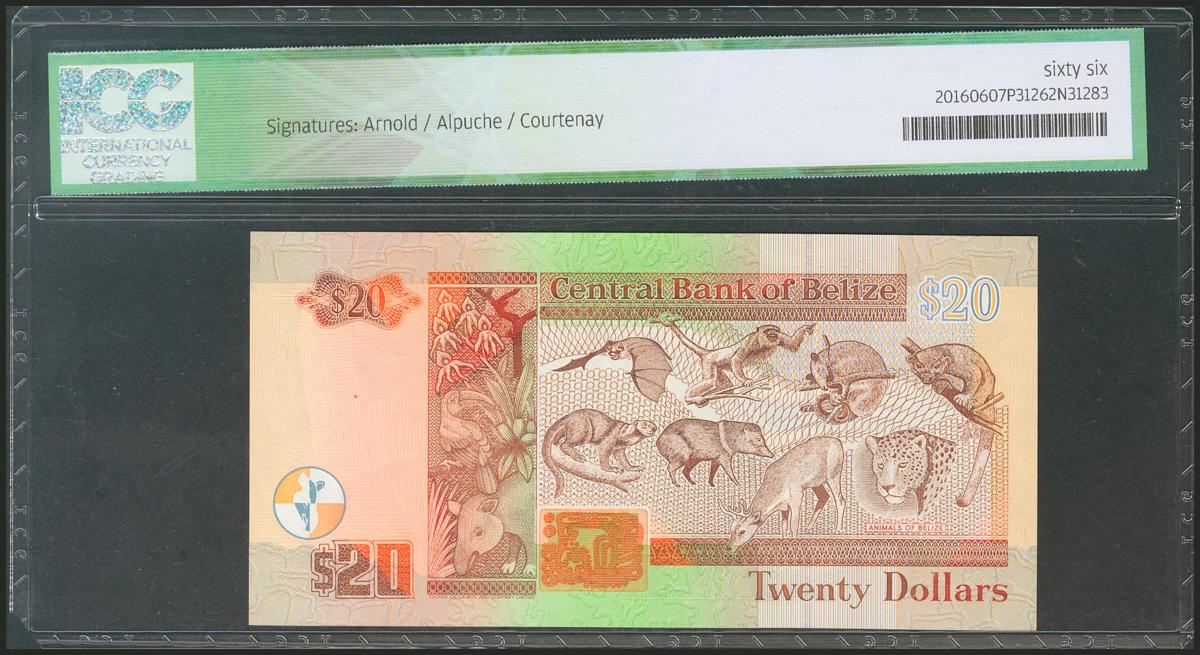 ICG
INTERNATIONAL
CURRENCY
GRADING
Signatures: Arnold / Alpuche / Courtenay
sixty six
20160607P31262N31283
$20
Central Bank of Belize
$20
ANIMALS OF BELIZE
$20
Twenty Dollars